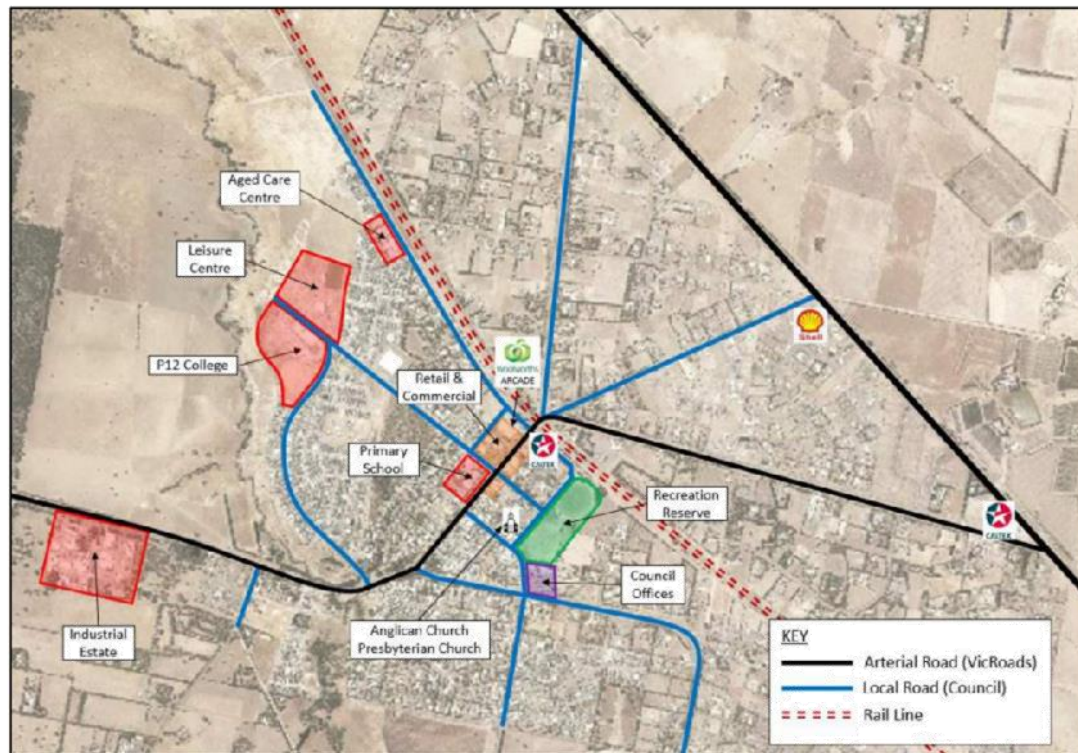 Aged Care
Centre
Leisure
Centre
P12 College
WOOLWORTHS
ARCADE
Retail &
Commercial
Shell
CALTEX
Primary
School
Recreation
Reserve
CALTEX
Council
Offices
Industrial
Estate
Anglican Church
Presbyterian Church
KEY
Arterial Road (VicRoads)
Local Road (Council)
Rail Line